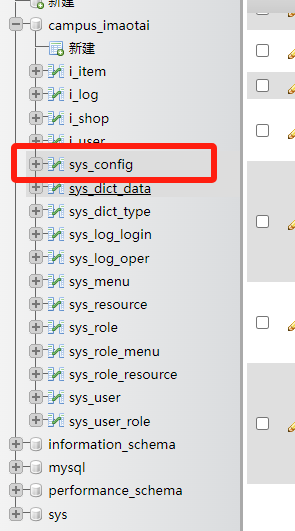 新建
campus_imaotai
新建
i_item
i_log
i_shop
i_user
sys_config
sys_dict_data
sys_dict_type
sys_log_login
sys_log_oper
sys_menu
sys_resource
sys_role
sys_role_menu
sys_role_resource
sys_user
sys_user_role
information_schema
mysql
performance_schema
sys